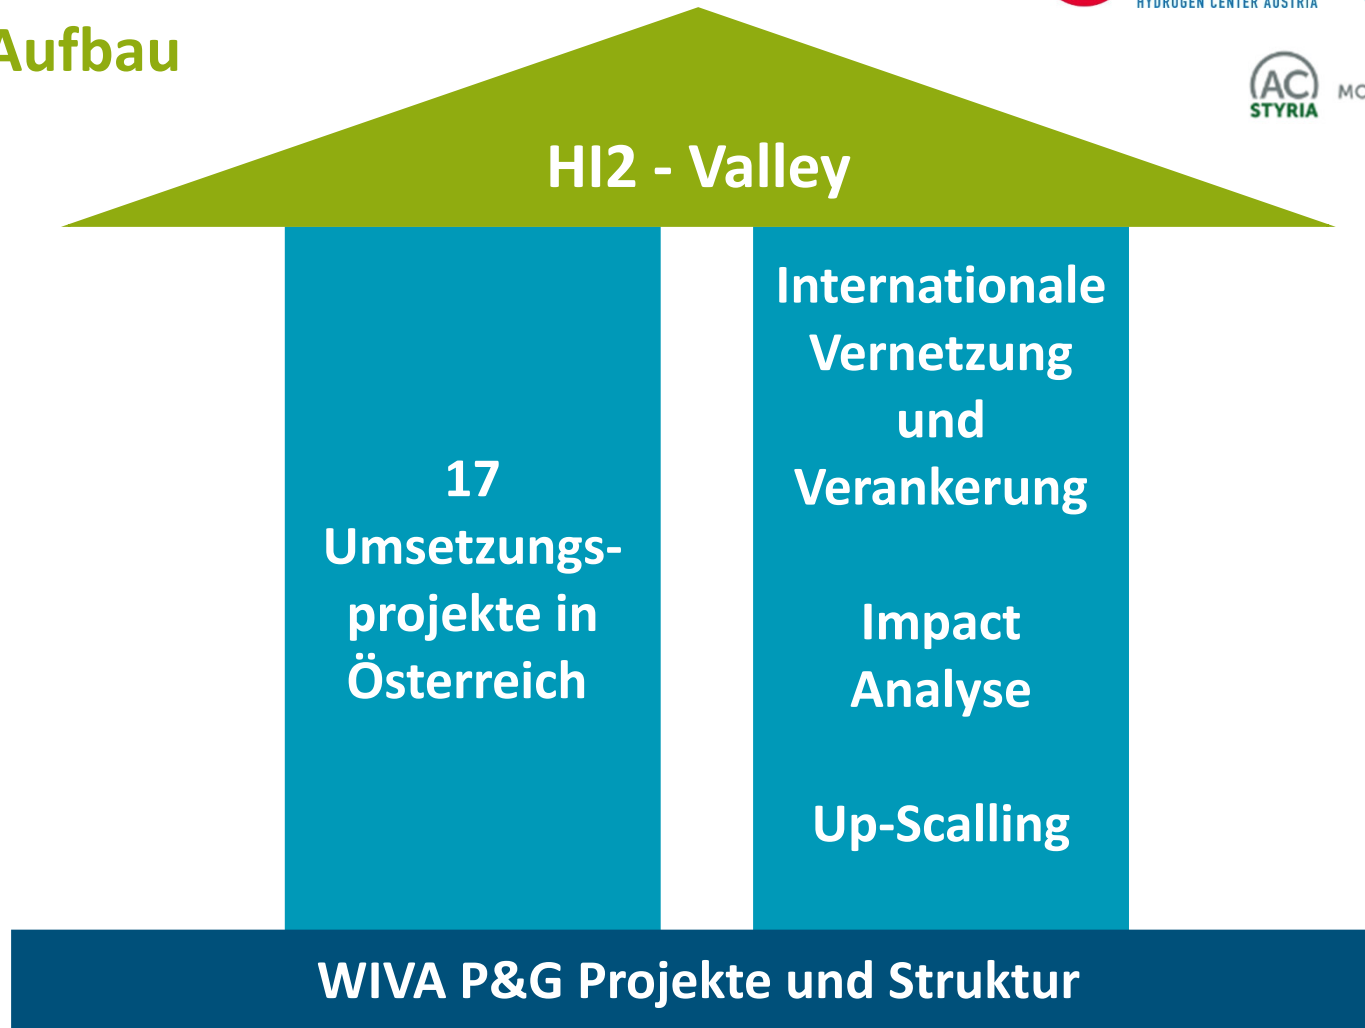 Aufbau
HYDROGEN CENTER AUSTRIA
AC
STYRIA
HI2 - Valley
17
Umsetzungs-
projekte in
Österreich
Internationale
Vernetzung
und
Verankerung
Impact
Analyse
Up-Scalling
WIVA P&G Projekte und Struktur